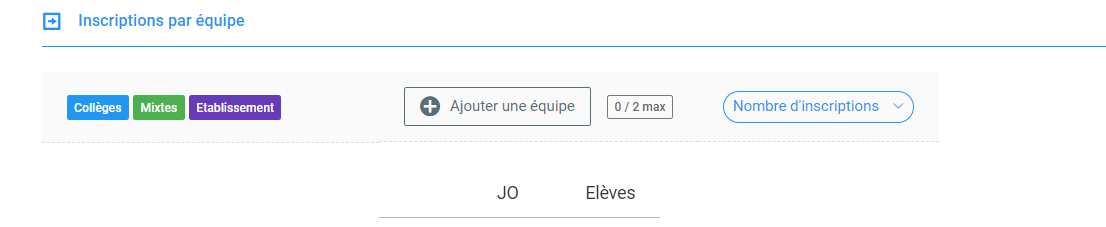 Inscriptions par équipe
Collèges Mixtes Etablissement Ajouter une équipe 0 / 2 max Nombre d'inscriptions
JO Elèves